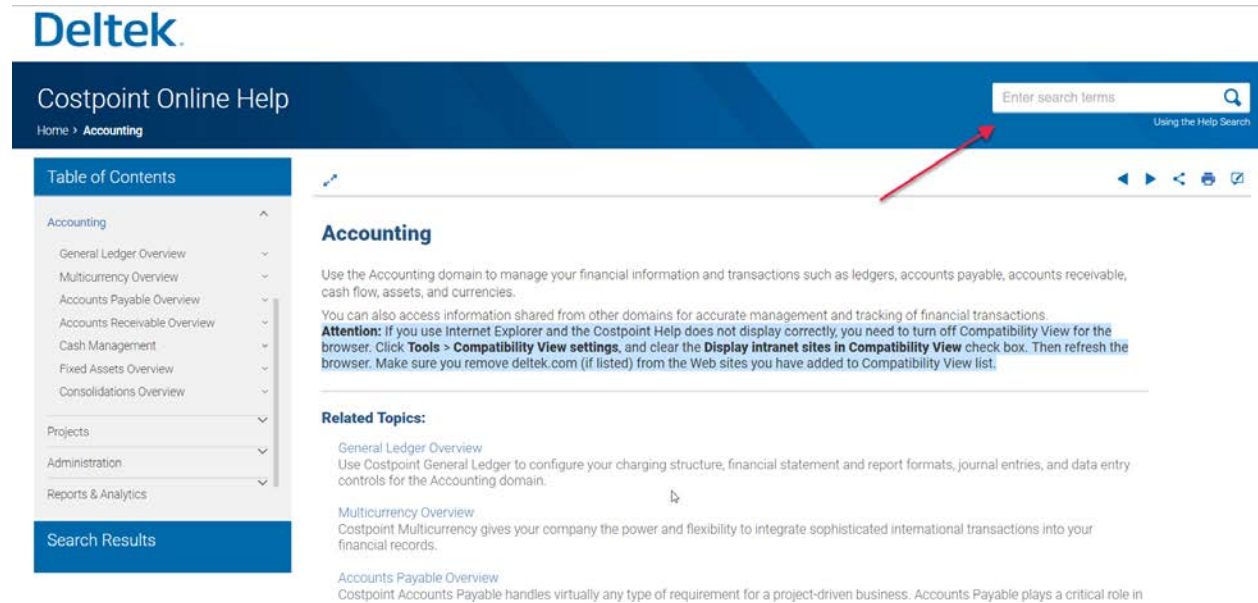 Deltek
Costpoint Online Help
Home > Accounting
Enter search terms
Using the Help Search
Table of Contents
Accounting
General Ledger Overview
Multicurrency Overview
Accounts Payable Overview
Accounts Receivable Overview
Cash Management
Fixed Assets Overview
Consolidations Overview
Projects
Administration
Reports & Analytics
Search Results
Accounting
Use the Accounting domain to manage your financial information and transactions such as ledgers, accounts payable, accounts receivable,
cash flow, assets, and currencies.
You can also access information shared from other domains for accurate management and tracking of financial transactions.
Attention: If you use Internet Explorer and the Costpoint Help does not display correctly, you need to turn off Compatibility View for the
browser. Click Tools > Compatibility View settings, and clear the Display intranet sites in Compatibility View check box. Then refresh the
browser. Make sure you remove deltek.com (if listed) from the Web sites you have added to Compatibility View list.
Related Topics:
General Ledger Overview
Use Costpoint General Ledger to configure your charging structure, financial statement and report formats, journal entries, and data entry
controls for the Accounting domain.
Multicurrency Overview
Costpoint Multicurrency gives your company the power and flexibility to integrate sophisticated international transactions into your
financial records.
Accounts Payable Overview
Costpoint Accounts Payable handles virtually any type of requirement for a project-driven business. Accounts Payable plays a critical role in